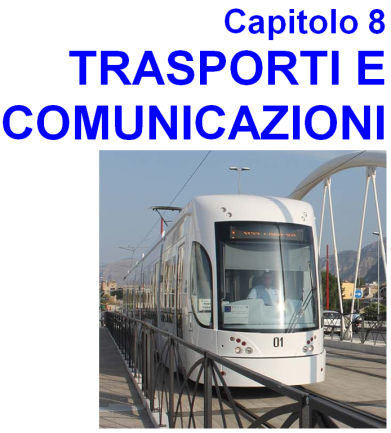 Capitolo 8
TRASPORTI E
COMUNICAZIONI
01